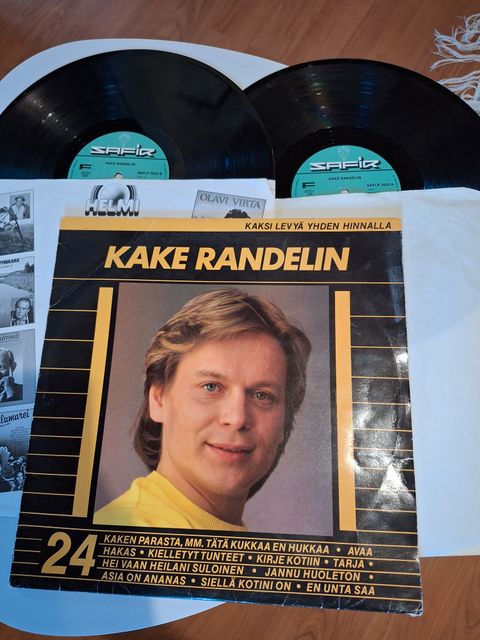 SAFIR
KAKE RANDELIN
SAFIR
KAKE RANDELIN
HELMI
OLAVI VIRTA
KAKSI LEVYÄ YHDEN HINNALLA
KAKE RANDELIN
24
KAKEN PARASTA, MM. TÄTÄ KUKKAA EN HUKKAA • AVAA
HAKAS • KIELLETYT TUNTEET • KIRJE KOTIIN • TARJA •
HEI VAAN HEILANI SULOINEN • JANNU HUOLETON •
ASIA ON ANANAS • SIELLÄ KOTINI ON • EN UNTA SAA